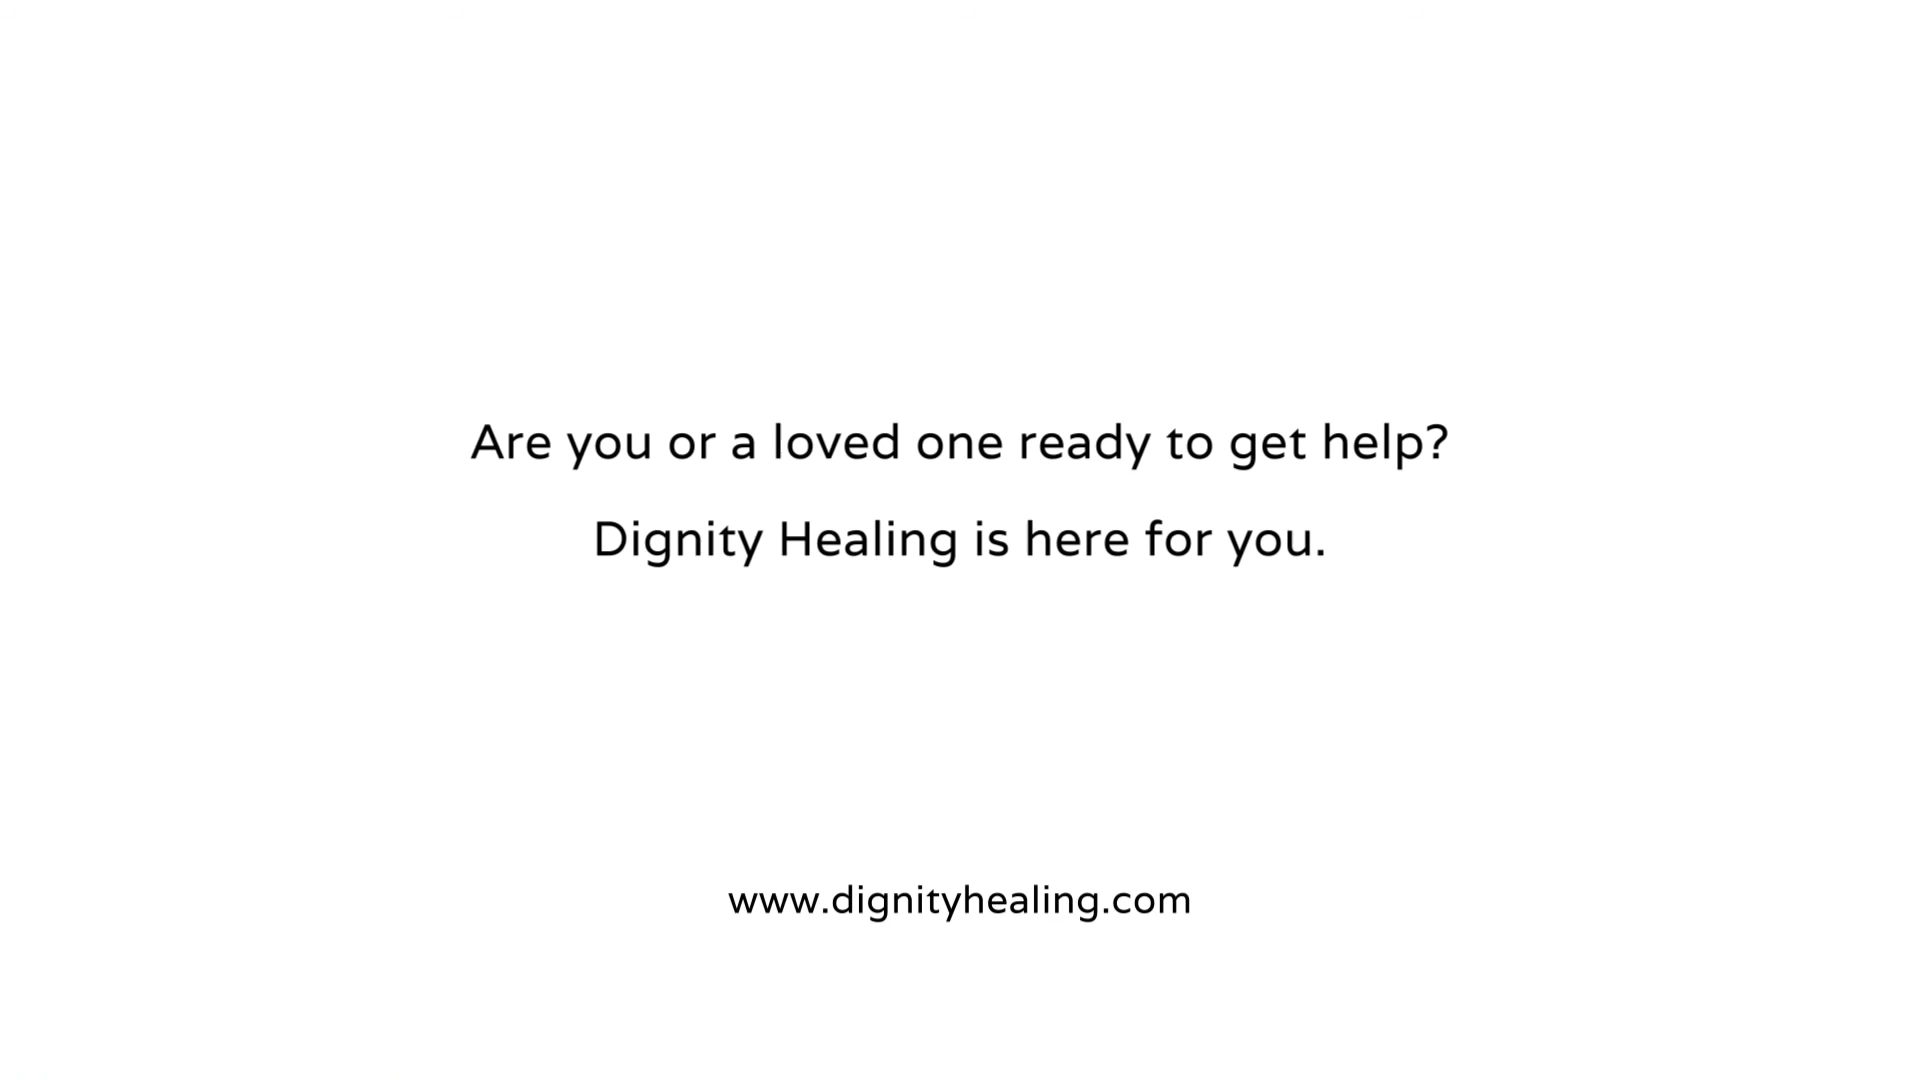 Are you or a loved one ready to get help?
Dignity Healing is here for you.
www.dignityhealing.com